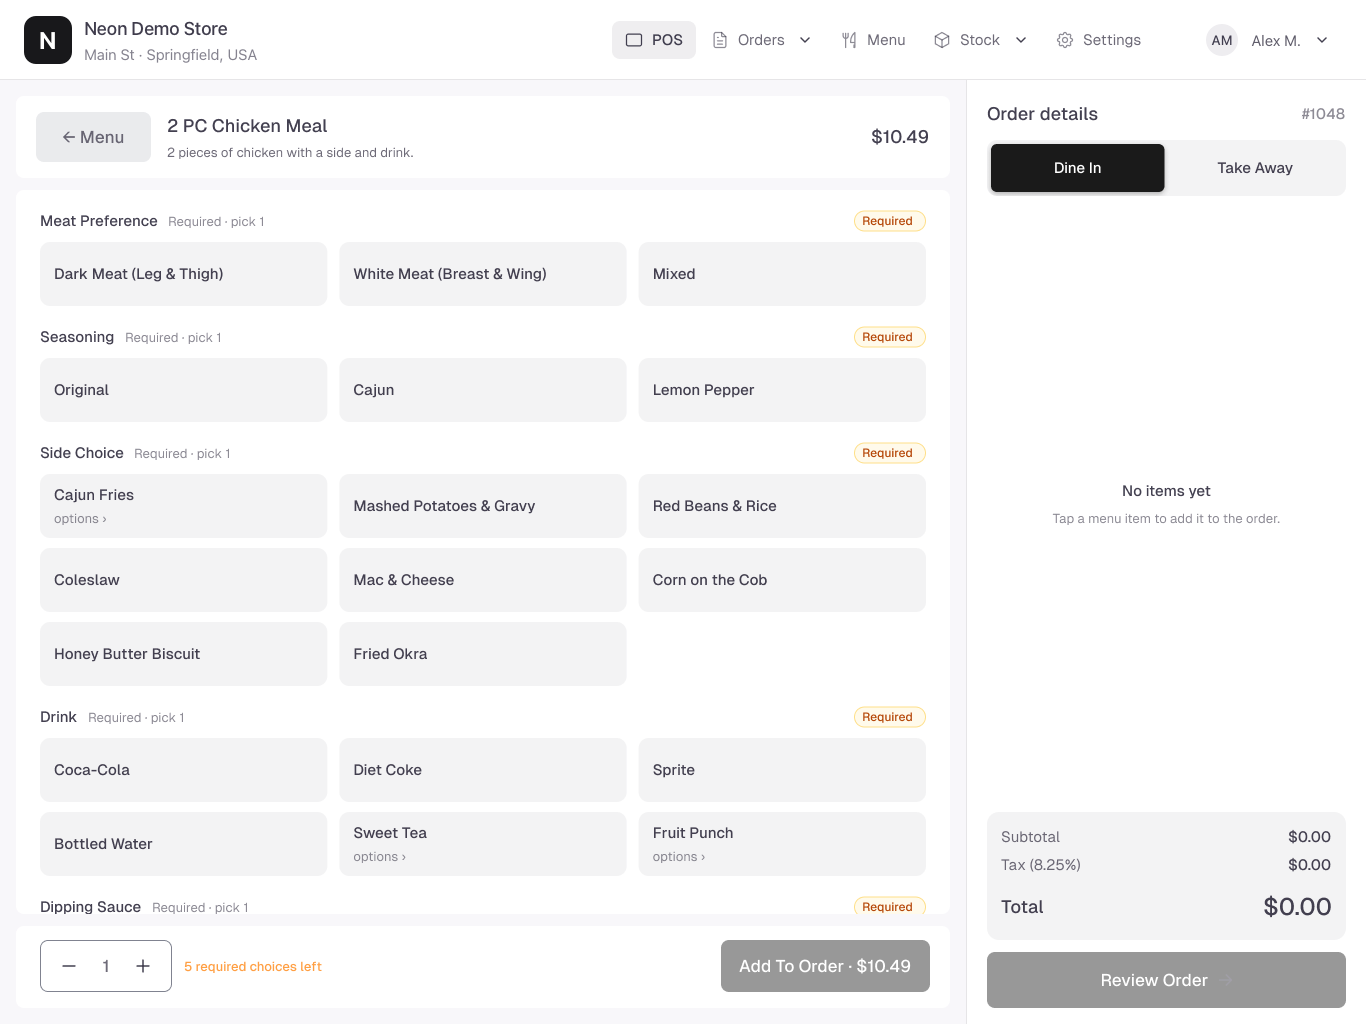 N
Neon Demo Store
Main St · Springfield, USA
POS
Orders
Menu
Stock
Settings
AM
Alex M.
← Menu
2 PC Chicken Meal
2 pieces of chicken with a side and drink.
$10.49
Meat Preference Required · pick 1 Required
Dark Meat (Leg & Thigh)
White Meat (Breast & Wing)
Mixed
Seasoning Required · pick 1 Required
Original
Cajun
Lemon Pepper
Side Choice Required · pick 1 Required
Cajun Fries
options ›
Mashed Potatoes & Gravy
Red Beans & Rice
Coleslaw
Mac & Cheese
Corn on the Cob
Honey Butter Biscuit
Fried Okra
Drink Required · pick 1 Required
Coca-Cola
Diet Coke
Sprite
Bottled Water
Sweet Tea
options ›
Fruit Punch
options ›
Dipping Sauce Required · pick 1 Required
− 1 +
5 required choices left
Add To Order · $10.49
Order details #1048
Dine In
Take Away
No items yet
Tap a menu item to add it to the order.
Subtotal $0.00
Tax (8.25%) $0.00
Total $0.00
Review Order →